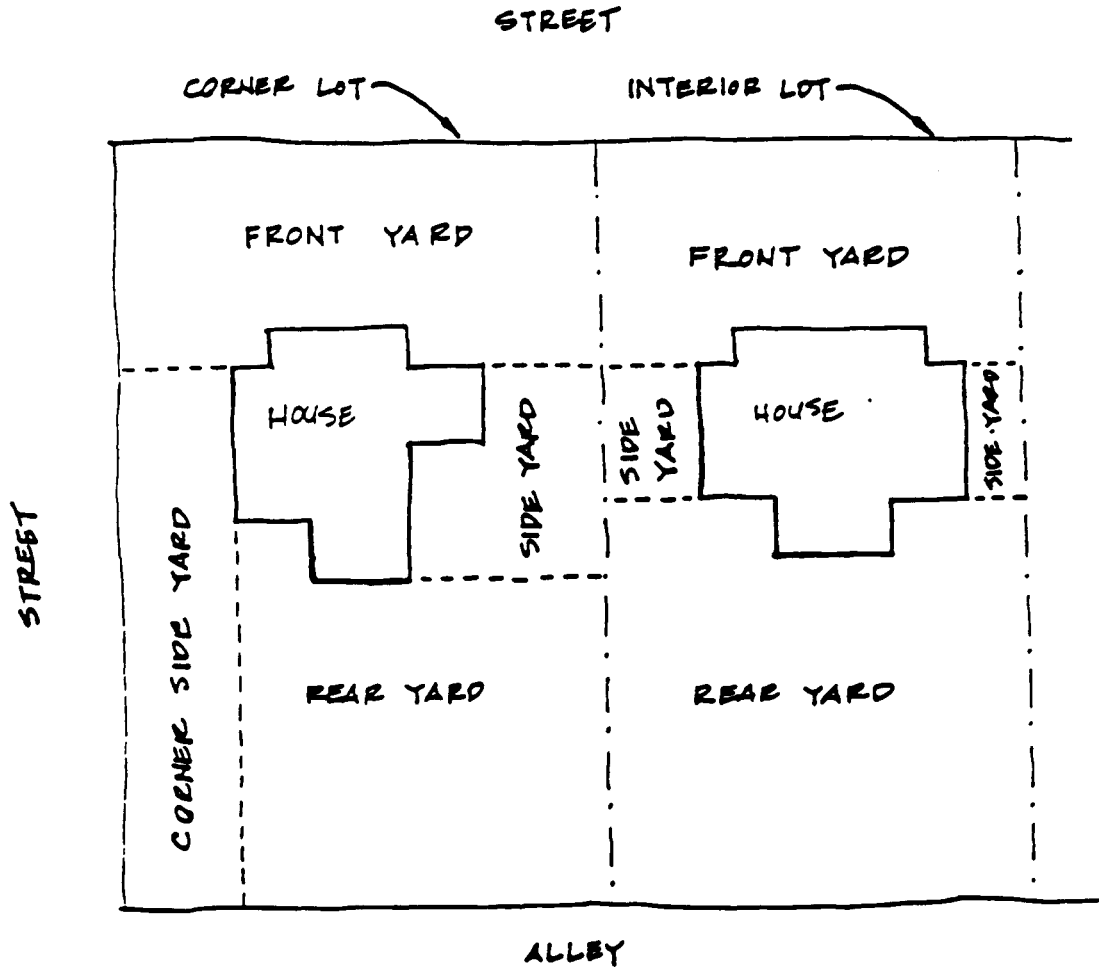 STREET
CORNER LOT
INTERIOR LOT
FRONT YARD
FRONT YARD
HOUSE
SIDE YARD
SIDE
YARD
HOUSE
SIDE YARD
STREET
CORNER SIDE YARD
REAR YARD
REAR YARD
ALLEY